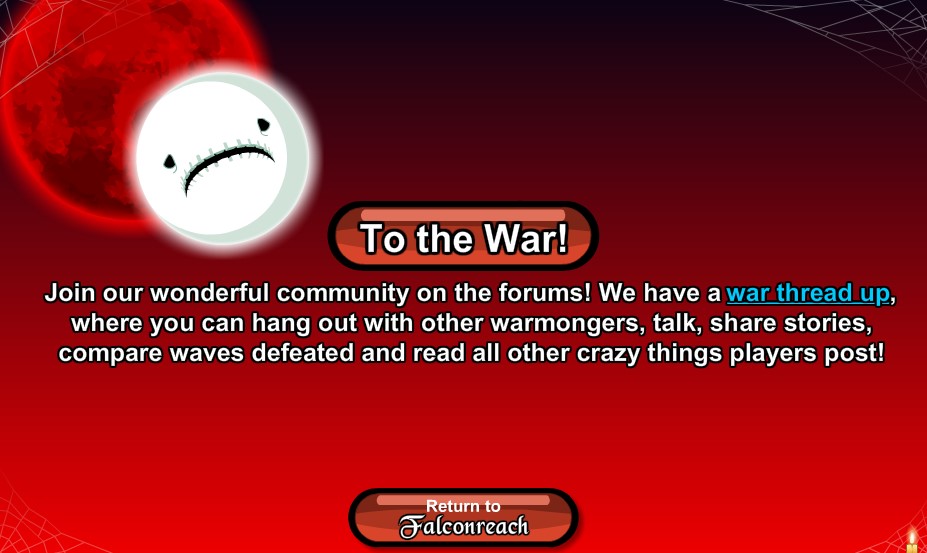 To the War!
Join our wonderful community on the forums! We have a war thread up,
where you can hang out with other warmongers, talk, share stories,
compare waves defeated and read all other crazy things players post!
Return to
Falconreach